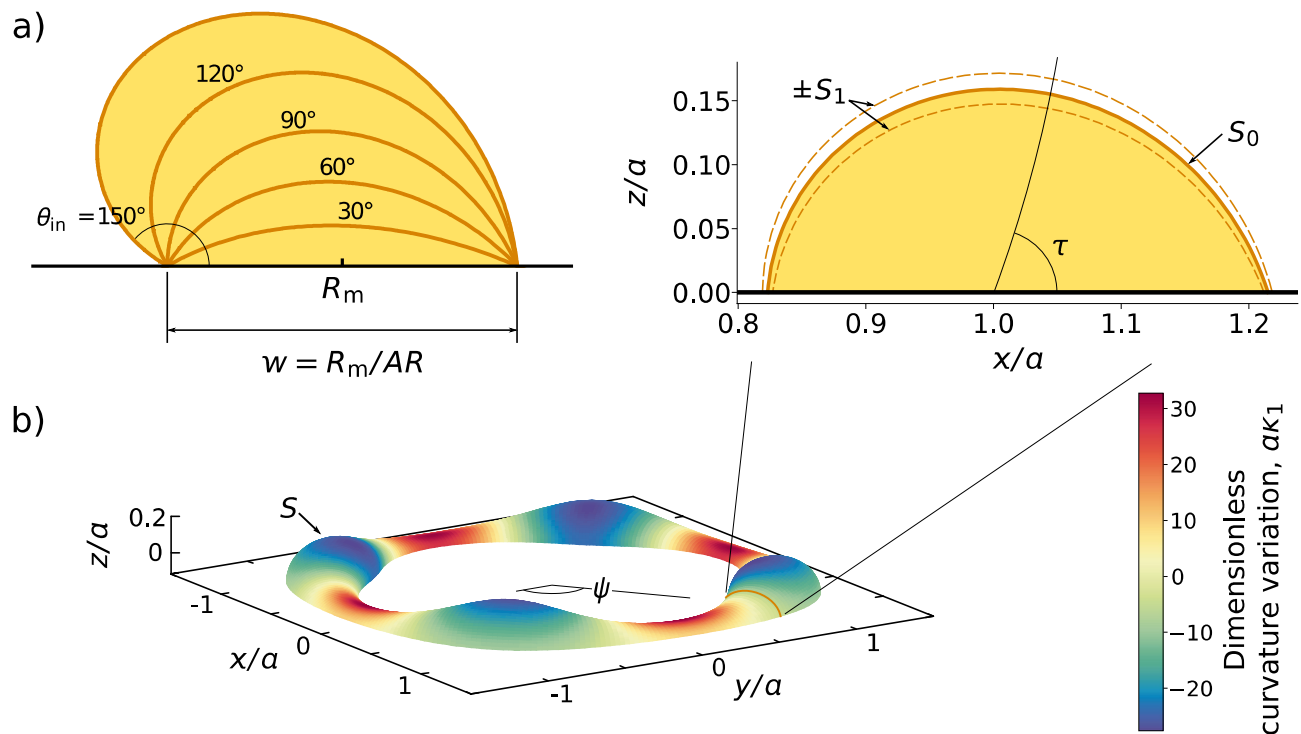 a)
120°
90°
60°
30°
θin =150°
Rm
w = Rm/AR
0.15
0.10
0.05
0.00
z/a
±S1
S0
τ
0.8 0.9 1.0 1.1 1.2
x/a
b)
S
0.2
0
z/a
-1
0
1
x/a
ψ
-1
0
1
y/a
30
20
10
0
−10
−20
Dimensionless
curvature variation, aκ1